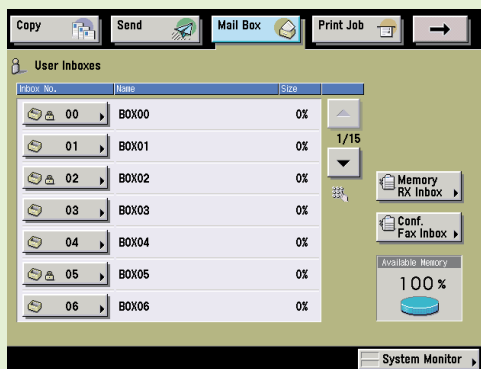 Copy Send Mail Box Print Job
User Inboxes
Inbox No. Name Size
00 BOX00 0%
01 BOX01 0%
1/15
02 BOX02 0%
Memory
RX Inbox
03 BOX03 0%
Conf.
Fax Inbox
04 BOX04 0%
Available Memory
05 BOX05 0%
100 %
06 BOX06 0%
System Monitor